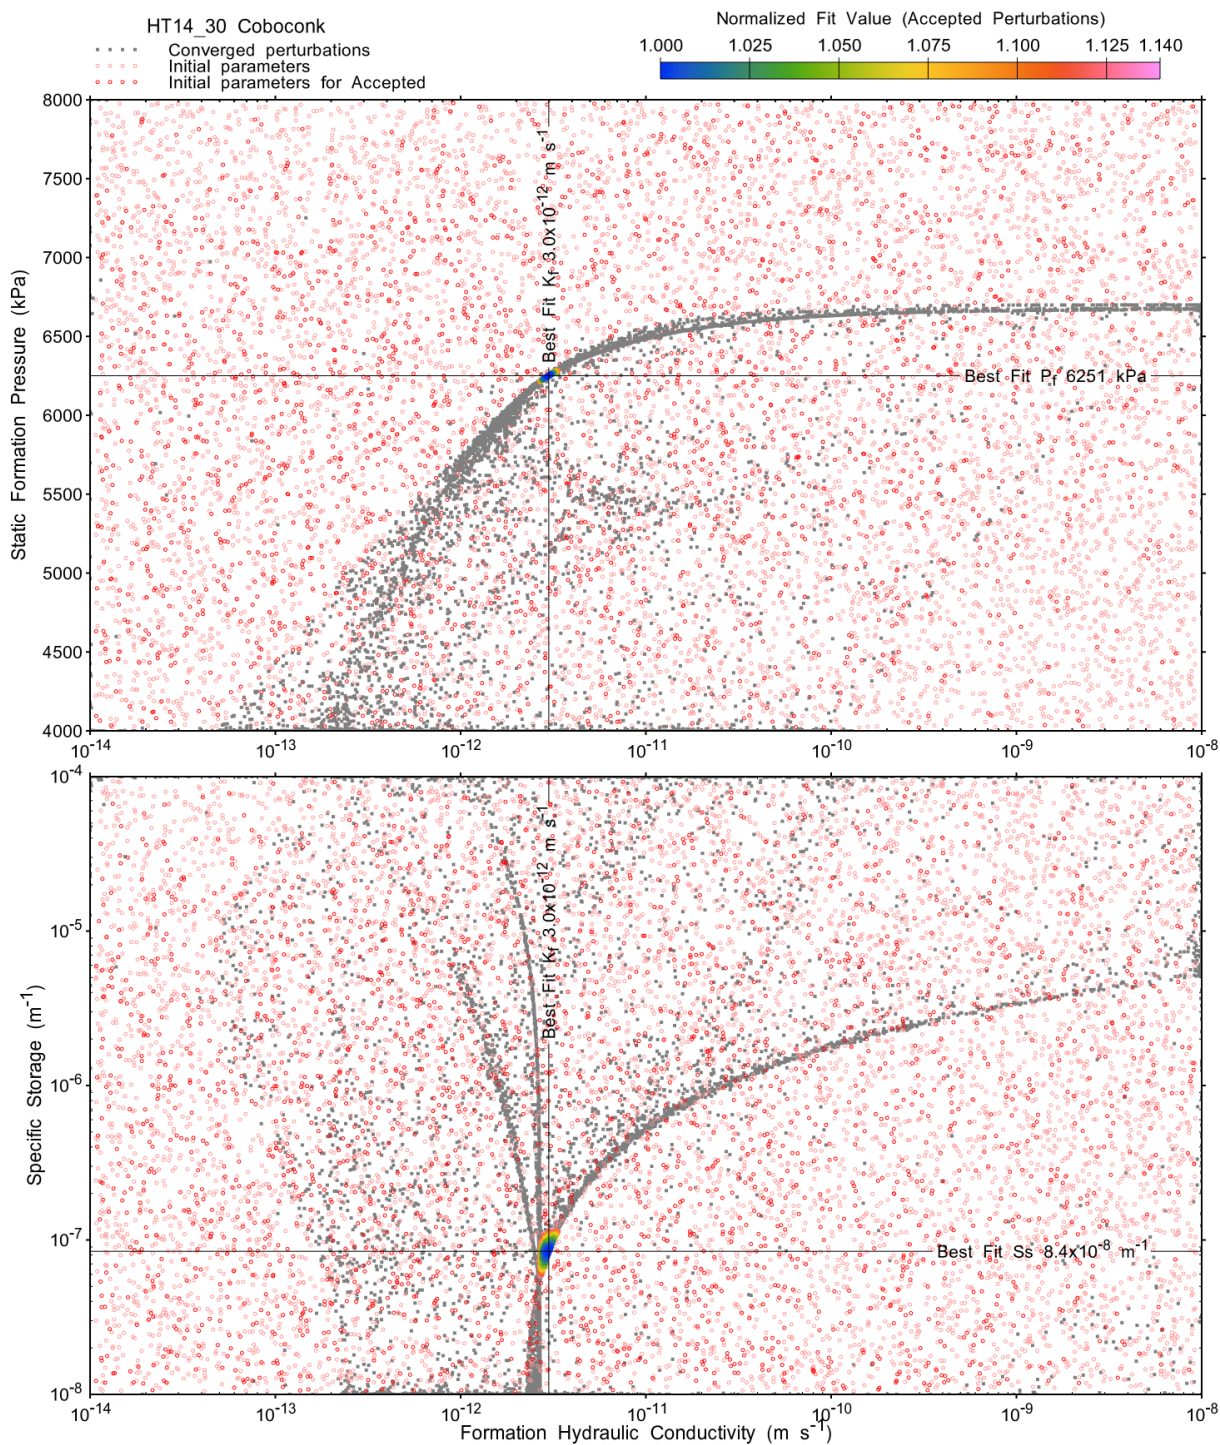 HT14_30 Coboconk
Converged perturbations
Initial parameters
Initial parameters for Accepted
Normalized Fit Value (Accepted Perturbations)
1.000 1.025 1.050 1.075 1.100 1.125 1.140
8000
7500
7000
6500
6000
5500
5000
4500
4000
Static Formation Pressure (kPa)
Best Fit Kf 3.0x10-12 m s-1
Best Fit Pf 6251 kPa
10-14 10-13 10-12 10-11 10-10 10-9 10-8
10-4
10-5
10-6
10-7
10-8
Specific Storage (m-1)
Best Fit Kf 3.0x10-12 m s-1
Best Fit Ss 8.4x10-8 m-1
10-14 10-13 10-12 10-11 10-10 10-9 10-8
Formation Hydraulic Conductivity (m s-1)